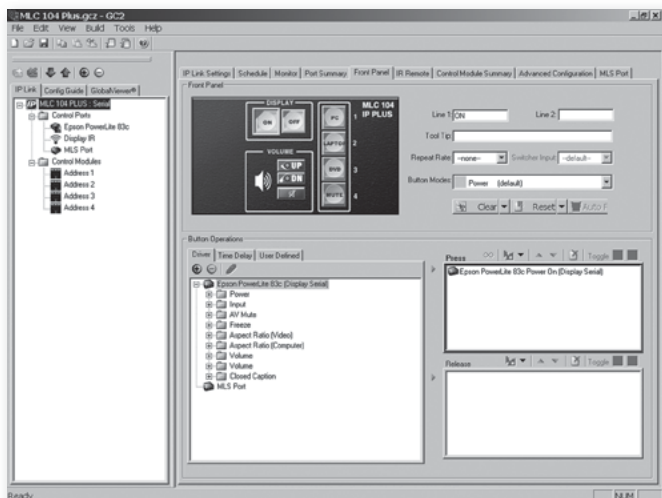 MLC 104 Plus.gcz - GC2
File Edit View Build Tools Help
IP Link Config Guide GlobalViewer®
MLC 104 PLUS : Serial
Control Ports
Epson PowerLite 83c
Display IR
MLS Port
Control Modules
Address 1
Address 2
Address 3
Address 4
IP Link Settings Schedule Monitor Port Summary Front Panel IR Remote Control Module Summary Advanced Configuration MLS Port
Front Panel
DISPLAY
ON OFF
VOLUME
UP
DN
PC 1
LAPTOP 2
DVD 3
MUTE 4
MLC 104
IP PLUS
Line 1: ON Line 2:
Tool Tip:
Repeat Rate --none-- Switcher Input: --default--
Button Modes Power (default)
Clear Reset Auto F
Button Operations
Driver Time Delay User Defined
Epson PowerLite 83c (Display Serial)
Power
Input
AV Mute
Freeze
Aspect Ratio (Video)
Aspect Ratio (Computer)
Volume
Volume
Closed Caption
MLS Port
Press Toggle
Epson PowerLite 83c Power On (Display Serial)
Release Toggle
Ready NUM